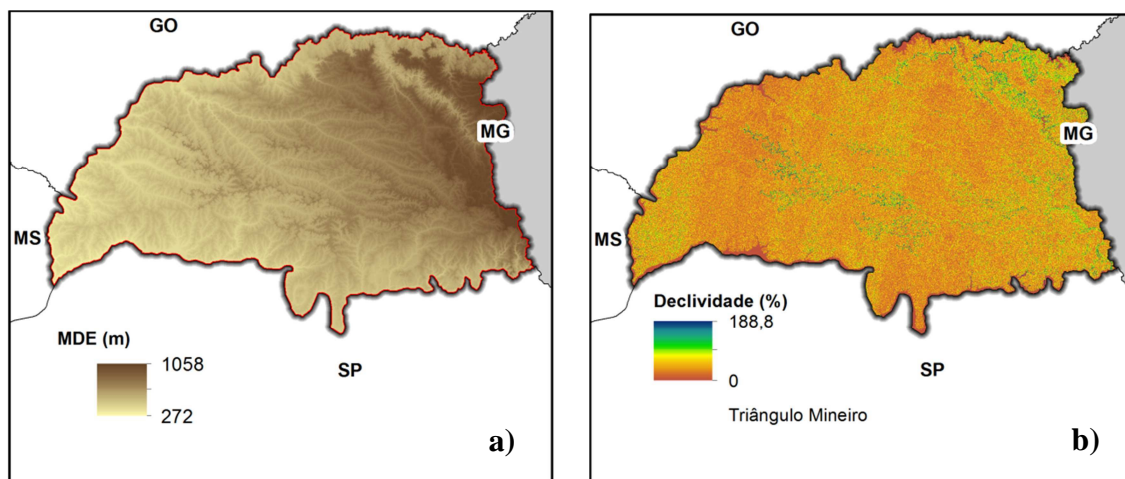 GO
MG
MS
MDE (m)
1058
272
SP
a)
GO
MG
MS
Declividade (%)
188,8
0
SP
Triângulo Mineiro
b)